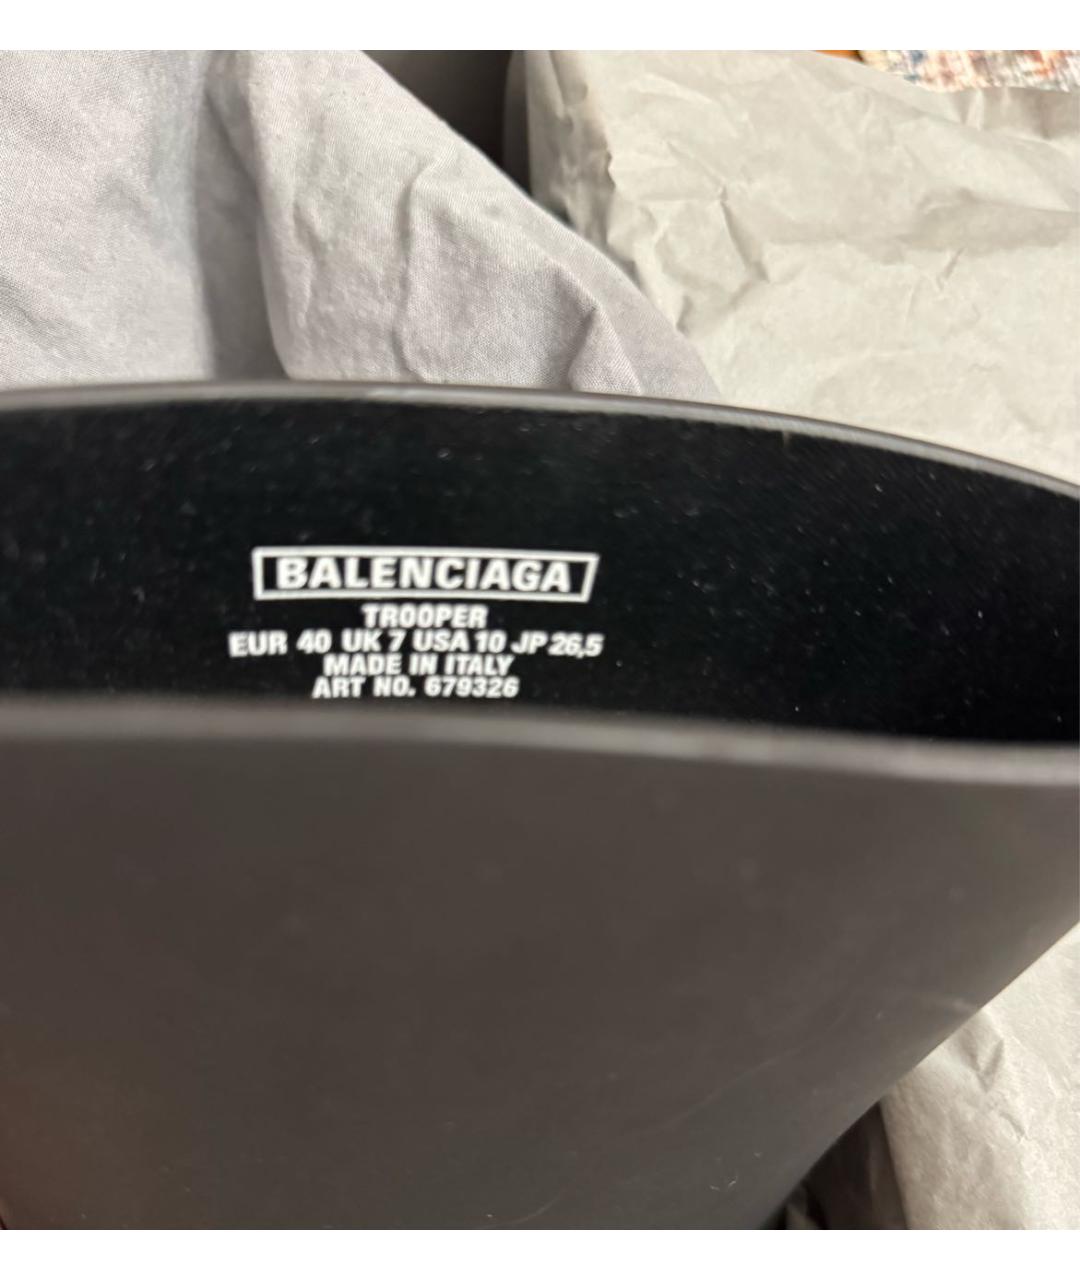 BALENCIAGA
TROOPER
EUR 40 UK 7 USA 10 JP 26,5
MADE IN ITALY
ART NO. 679326